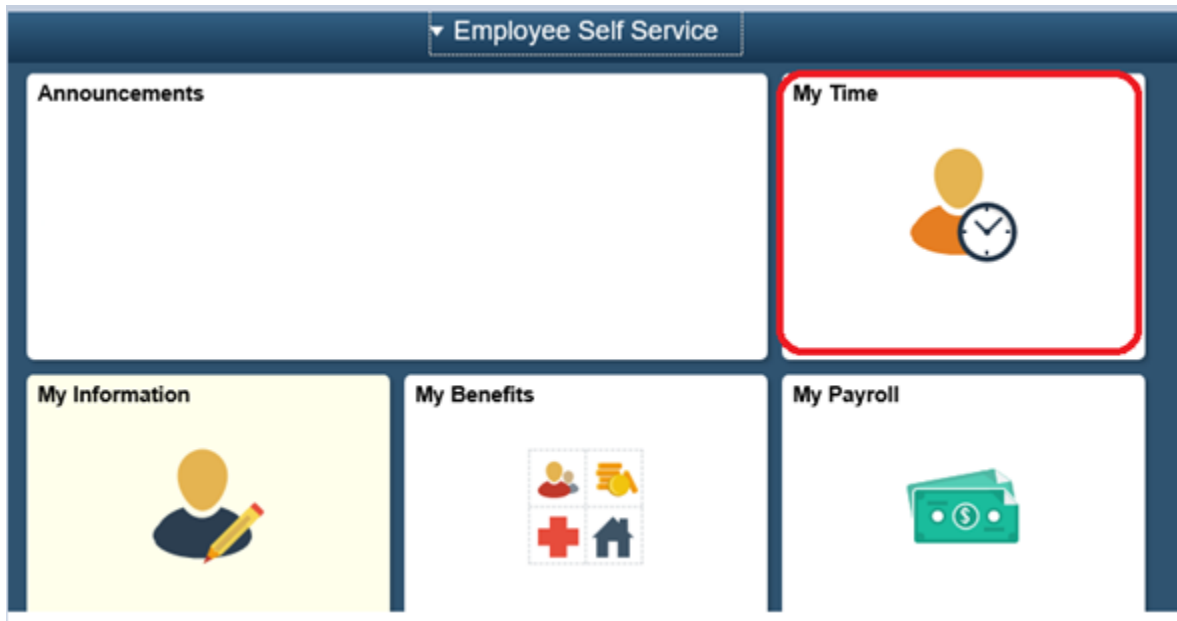 Employee Self Service
Announcements
My Time
My Information
My Benefits
My Payroll
$